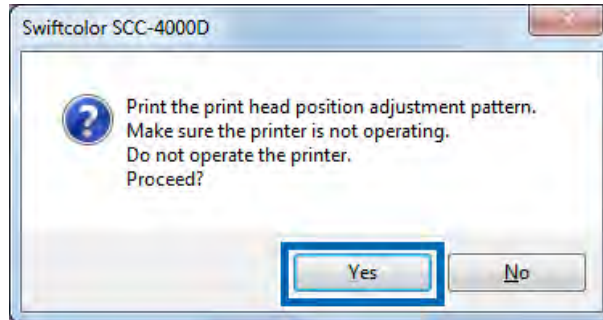 Swiftcolor SCC-4000D
Print the print head position adjustment pattern.
Make sure the printer is not operating.
Do not operate the printer.
Proceed?
Yes No